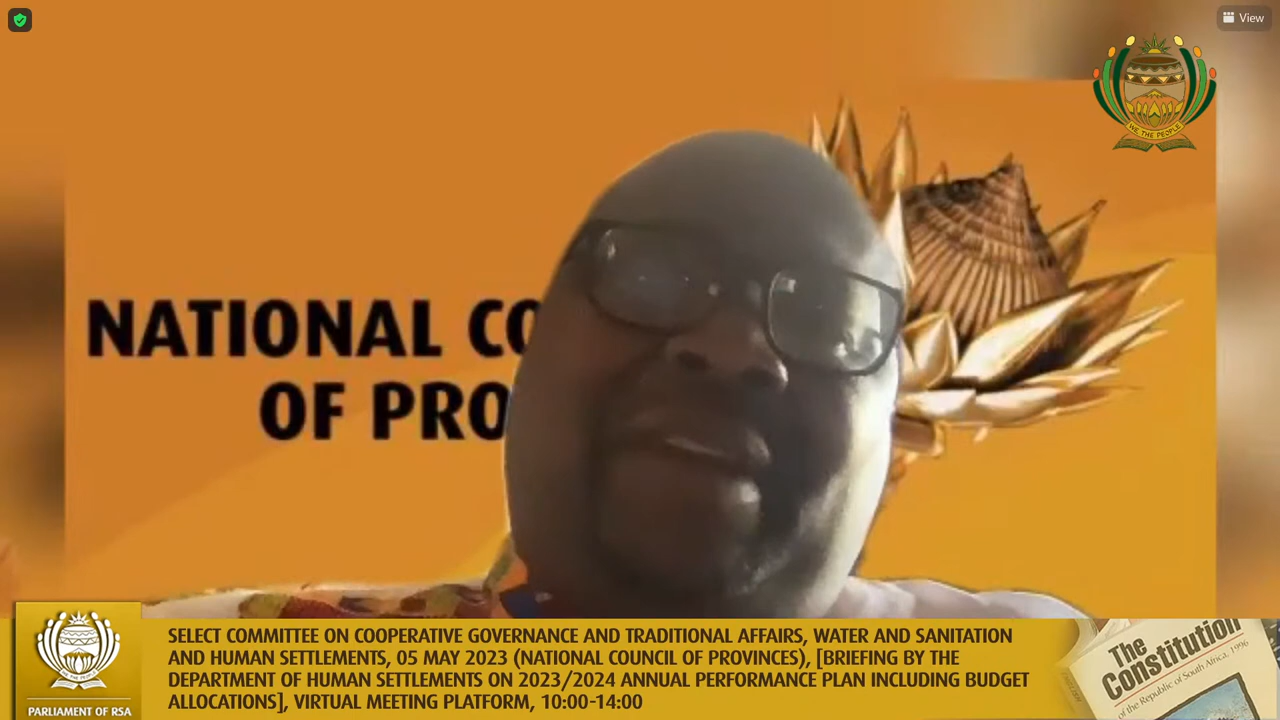 View
WE THE PEOPLE
NATIONAL CO
OF PRO
SELECT COMMITTEE ON COOPERATIVE GOVERNANCE AND TRADITIONAL AFFAIRS, WATER AND SANITATION
AND HUMAN SETTLEMENTS, 05 MAY 2023 (NATIONAL COUNCIL OF PROVINCES), [BRIEFING BY THE
DEPARTMENT OF HUMAN SETTLEMENTS ON 2023/2024 ANNUAL PERFORMANCE PLAN INCLUDING BUDGET
ALLOCATIONS], VIRTUAL MEETING PLATFORM, 10:00-14:00
PARLIAMENT OF RSA
The
Constitution
of the Republic of South Africa, 1996